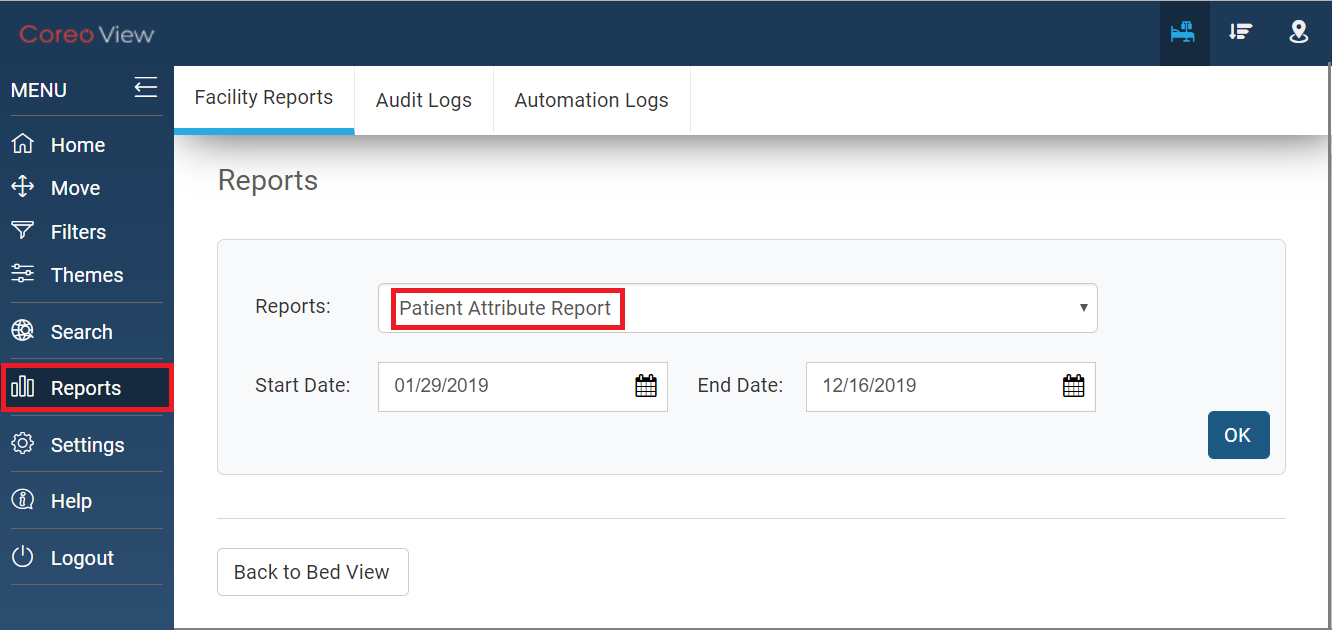 Coreo View
MENU
Home
Move
Filters
Themes
Search
Reports
Settings
Help
Logout
Facility Reports
Audit Logs
Automation Logs
Reports
Reports:
Patient Attribute Report
Start Date:
01/29/2019
End Date:
12/16/2019
OK
Back to Bed View